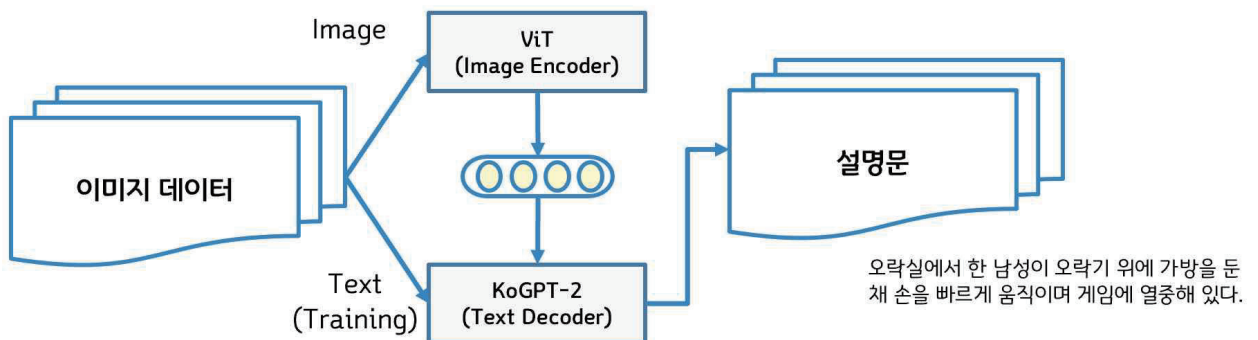 Image
ViT
(Image Encoder)
이미지 데이터
설명문
Text
(Training)
KoGPT-2
(Text Decoder)
오락실에서 한 남성이 오락기 위에 가방을 둔
채 손을 빠르게 움직이며 게임에 열중해 있다.